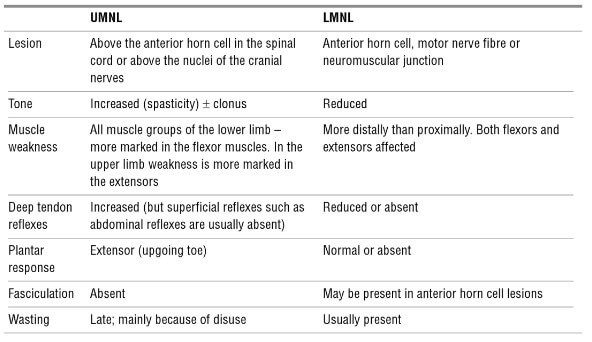 UMNL LMNL
Lesion Above the anterior horn cell in the spinal Anterior horn cell, motor nerve fibre or
cord or above the nuclei of the cranial neuromuscular junction
nerves
Tone Increased (spasticity) ± clonus Reduced
Muscle All muscle groups of the lower limb – More distally than proximally. Both flexors and
weakness more marked in the flexor muscles. In the extensors affected
upper limb weakness is more marked in
the extensors
Deep tendon Increased (but superficial reflexes such as Reduced or absent
reflexes abdominal reflexes are usually absent)
Plantar Extensor (upgoing toe) Normal or absent
response
Fasciculation Absent May be present in anterior horn cell lesions
Wasting Late; mainly because of disuse Usually present